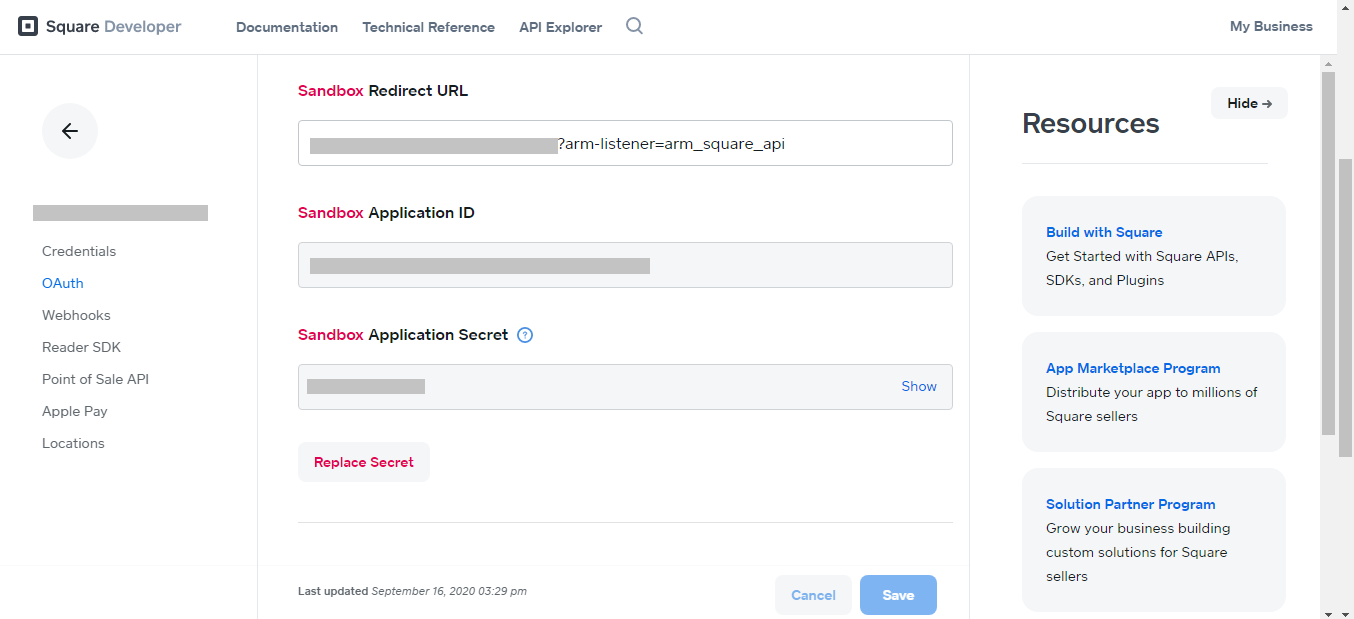 Square Developer
Documentation
Technical Reference
API Explorer
My Business
Credentials
OAuth
Webhooks
Reader SDK
Point of Sale API
Apple Pay
Locations
Sandbox Redirect URL
?arm-listener=arm_square_api
Sandbox Application ID
Sandbox Application Secret ?
Show
Replace Secret
Last updated September 16, 2020 03:29 pm
Cancel
Save
Hide →
Resources
Build with Square
Get Started with Square APIs,
SDKs, and Plugins
App Marketplace Program
Distribute your app to millions of
Square sellers
Solution Partner Program
Grow your business building
custom solutions for Square
sellers